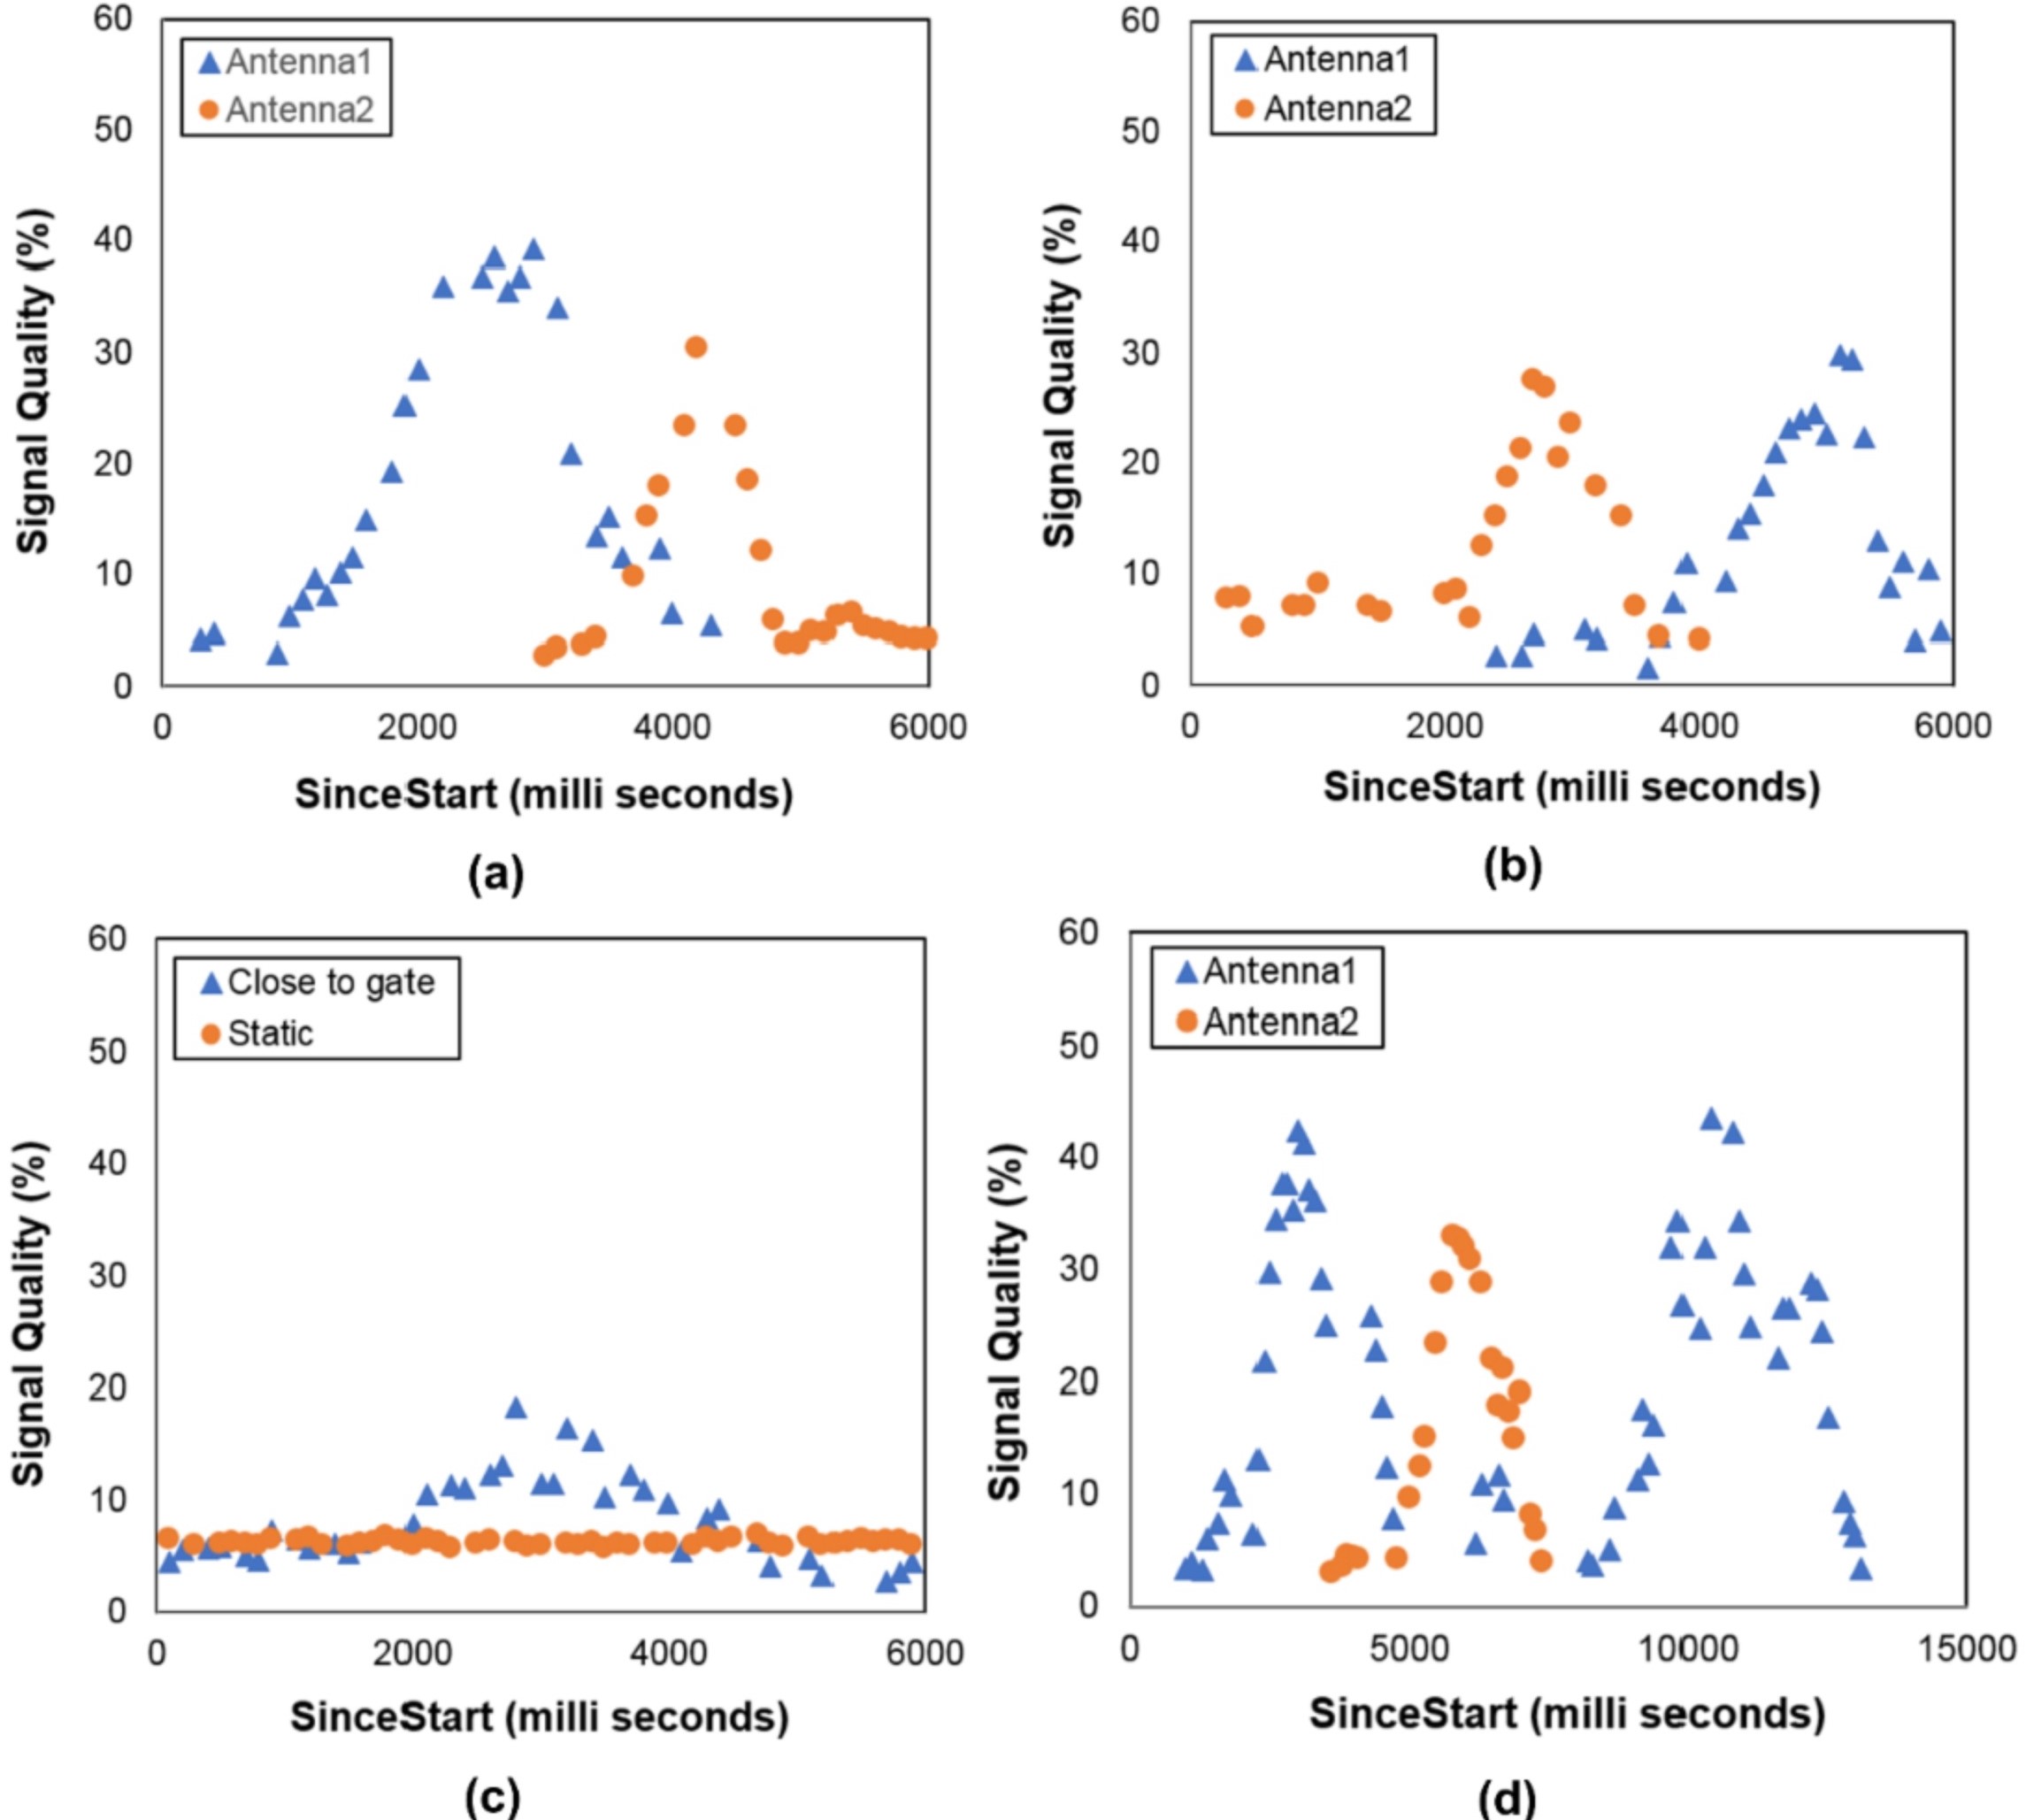 60
50
40
30
20
10
0
Signal Quality (%)
Antenna1
Antenna2
0 2000 4000 6000
SinceStart (milli seconds)
(a)
60
50
40
30
20
10
0
Signal Quality (%)
Antenna1
Antenna2
0 2000 4000 6000
SinceStart (milli seconds)
(b)
60
50
40
30
20
10
0
Signal Quality (%)
Close to gate
Static
0 2000 4000 6000
SinceStart (milli seconds)
(c)
60
50
40
30
20
10
0
Signal Quality (%)
Antenna1
Antenna2
0 5000 10000 15000
SinceStart (milli seconds)
(d)